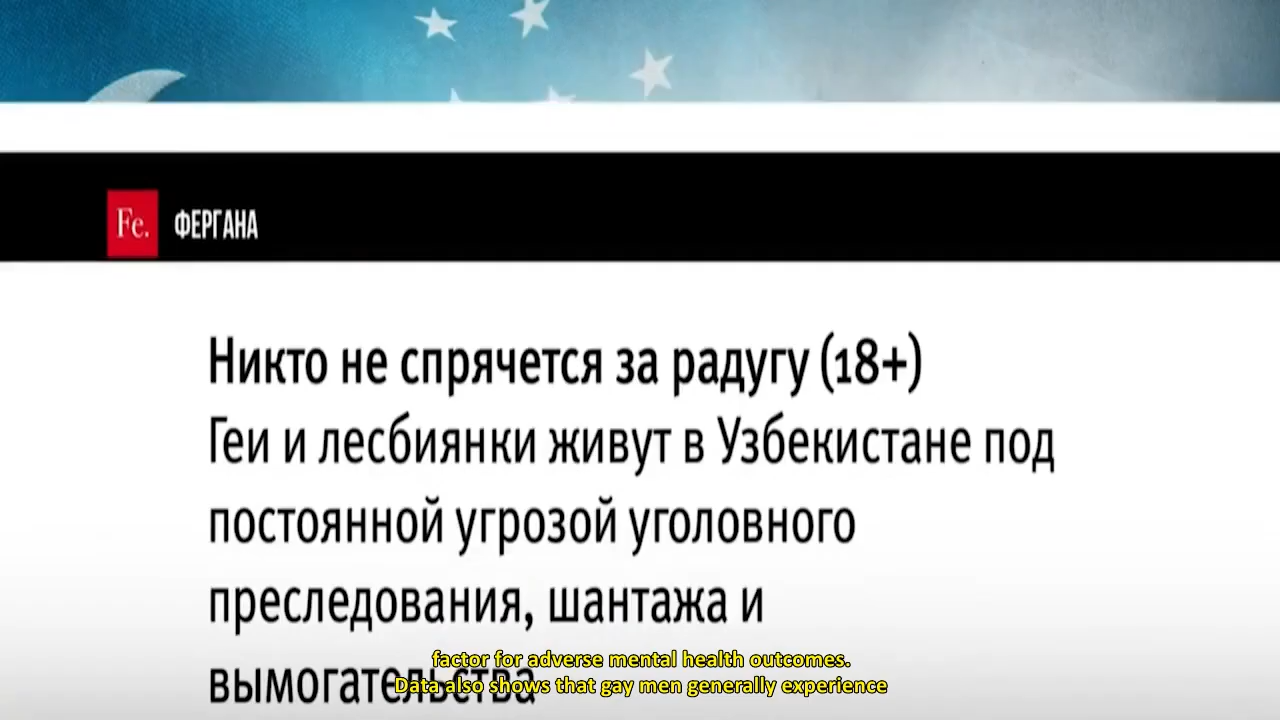 Fe. ФЕРГАНА
Никто не спрячется за радугу (18+)
Геи и лесбиянки живут в Узбекистане под
постоянной угрозой уголовного
преследования, шантажа и
вымогательства
factor for adverse mental health outcomes.
Data also shows that gay men generally experience